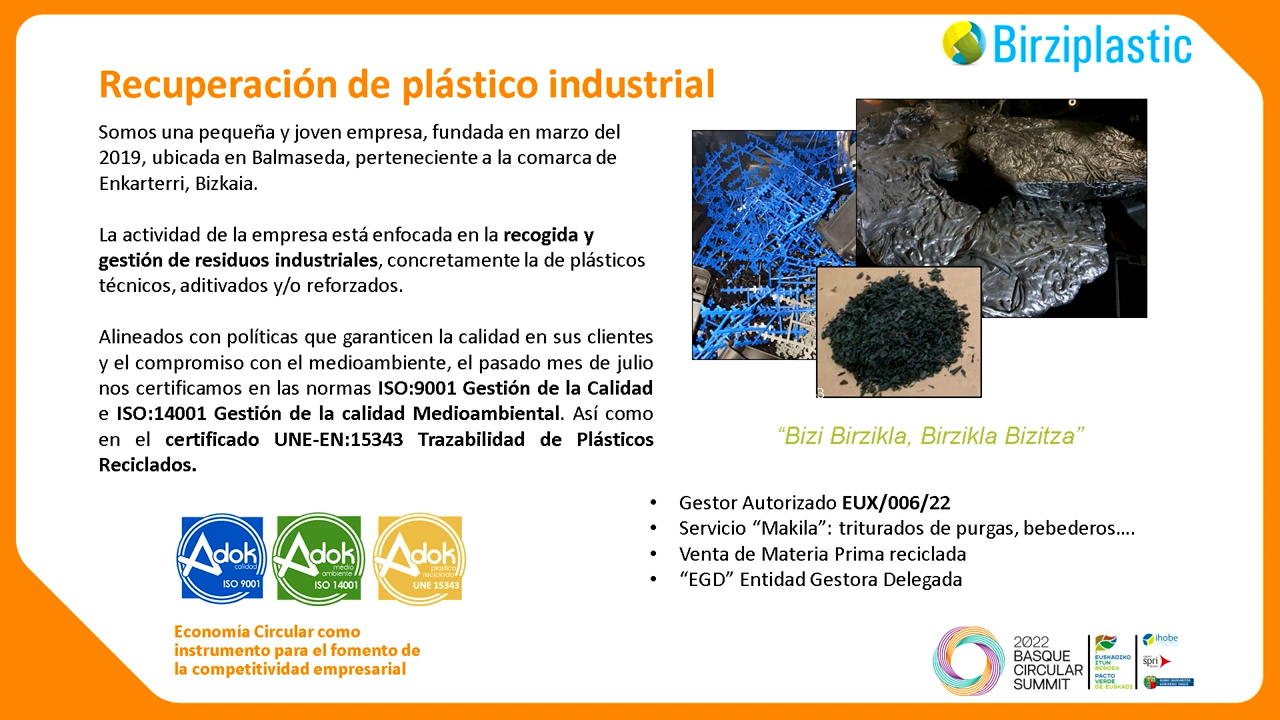 Birziplastic
Recuperación de plástico industrial
Somos una pequeña y joven empresa, fundada en marzo del
2019, ubicada en Balmaseda, perteneciente a la comarca de
Enkarterri, Bizkaia.
La actividad de la empresa está enfocada en la recogida y
gestión de residuos industriales, concretamente la de plásticos
técnicos, aditivados y/o reforzados.
Alineados con políticas que garanticen la calidad en sus clientes
y el compromiso con el medioambiente, el pasado mes de julio
nos certificamos en las normas ISO:9001 Gestión de la Calidad
e ISO:14001 Gestión de la calidad Medioambiental. Así como
en el certificado UNE-EN:15343 Trazabilidad de Plásticos
Reciclados.
3
“Bizi Birzikla, Birzikla Bizitza”
• Gestor Autorizado EUX/006/22
• Servicio “Makila”: triturados de purgas, bebederos....
• Venta de Materia Prima reciclada
• “EGD” Entidad Gestora Delegada
Adok
calidad
ISO 9001
Adok
medio
ambiente
ISO 14001
Adok
plástico
reciclado
UNE 15343
Economía Circular como
instrumento para el fomento de
la competitividad empresarial
2022
BASQUE
CIRCULAR
SUMMIT
EUSKADIKO
ITUN
BERDEA
PACTO
VERDE
DE EUSKADI
ihobe
spri